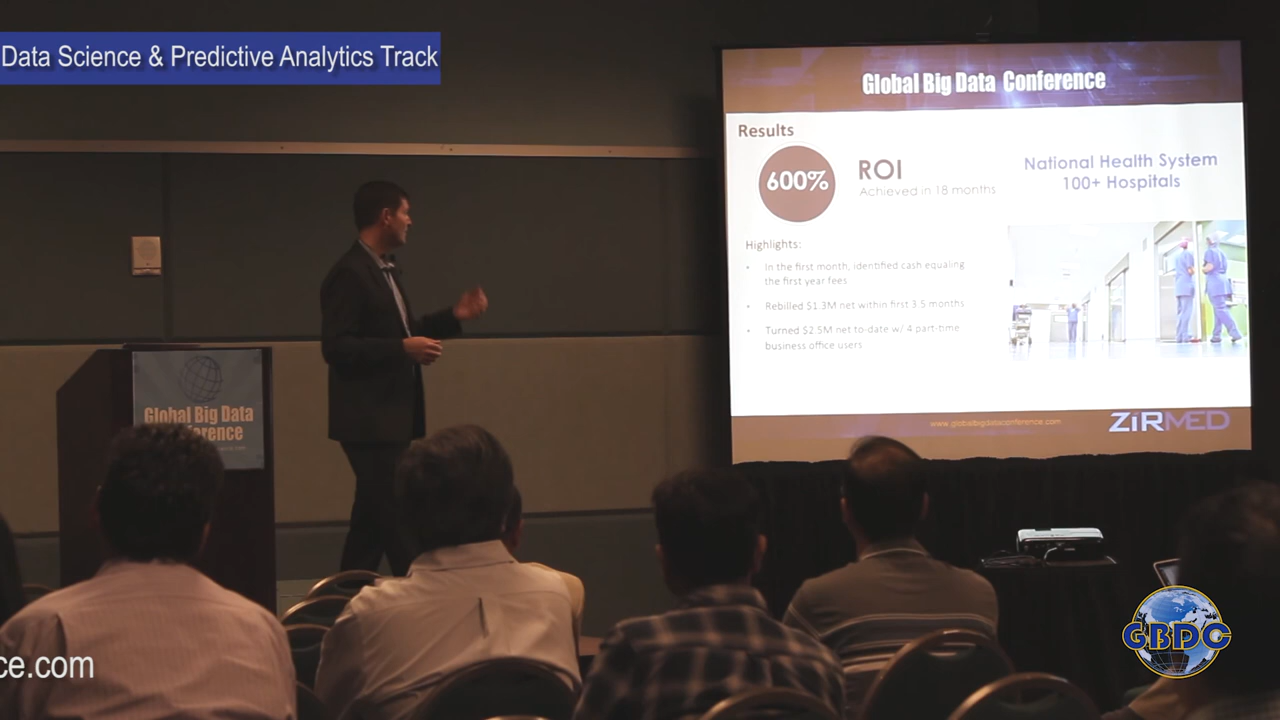 Data Science & Predictive Analytics Track
Global Big Data Conference
Results
600%
ROI
Achieved in 18 months
National Health System
100+ Hospitals
Highlights:
• In the first month, identified cash equaling
the first year fees
• Rebilled $1.3M net within first 3.5 months
• Turned $2.5M net to-date w/ 4 part-time
business office users
www.globalbigdataconference.com
ZiRMED
Global Big Data
ference
ce.com
GBDC